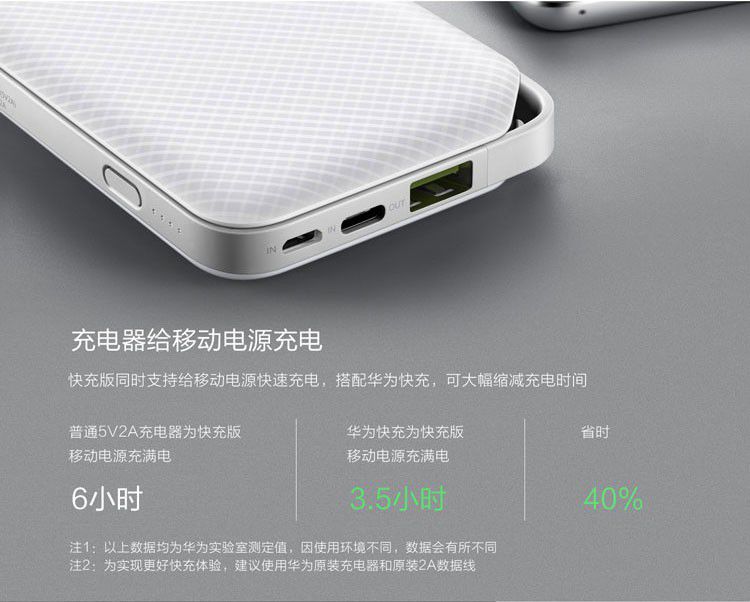 IN
IN
OUT
充电器给移动电源充电
快充版同时支持给移动电源快速充电，搭配华为快充，可大幅缩减充电时间
普通5V2A充电器为快充版
移动电源充满电
6小时
华为快充为快充版
移动电源充满电
3.5小时
省时
40%
注1：以上数据均为华为实验室测定值，因使用环境不同，数据会有所不同
注2：为实现更好快充体验，建议使用华为原装充电器和原装2A数据线